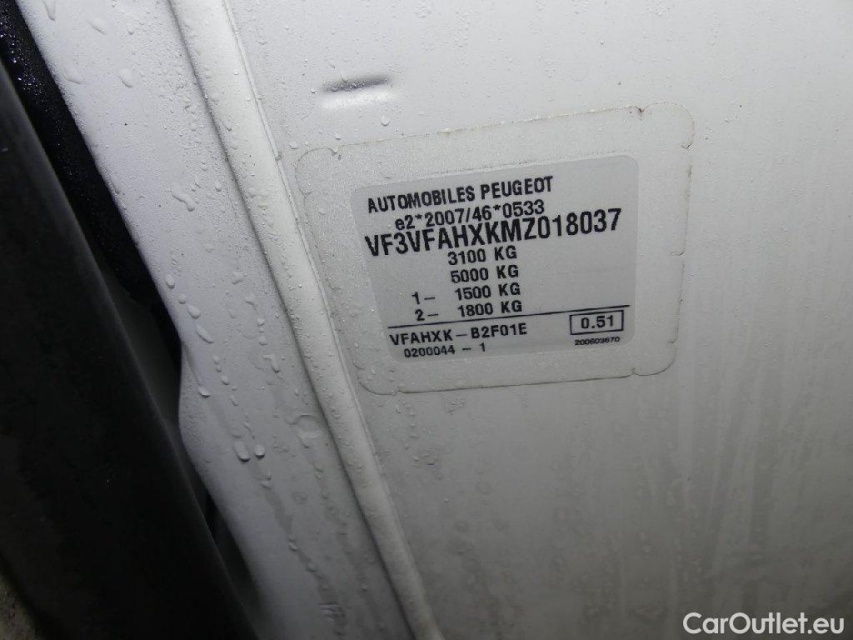 AUTOMOBILES PEUGEOT
e2*2007/46*0533
VF3VFAHXKMZ018037
3100 KG
5000 KG
1- 1500 KG
2- 1800 KG
VFAHXK-B2F01E 0.51
0200044 - 1 200603670
CarOutlet.eu